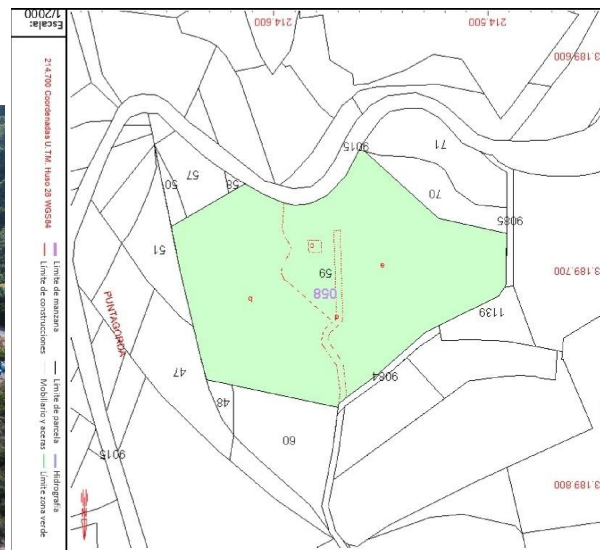 Escala:
1/2000
214.600
214.500
3.189.600
3.189.700
3.189.800
214.700 Coordenadas U.T.M. Huso 28 WGS84
Límite de manzana
Límite de parcela
Hidrografía
Límite de construcciones
Mobiliario y aceras
Límite zona verde
PUNTAGORDA
9015
71
70
9085
57
58
50
51
59
058
c
a
b
a
1139
9084
47
48
60
9015